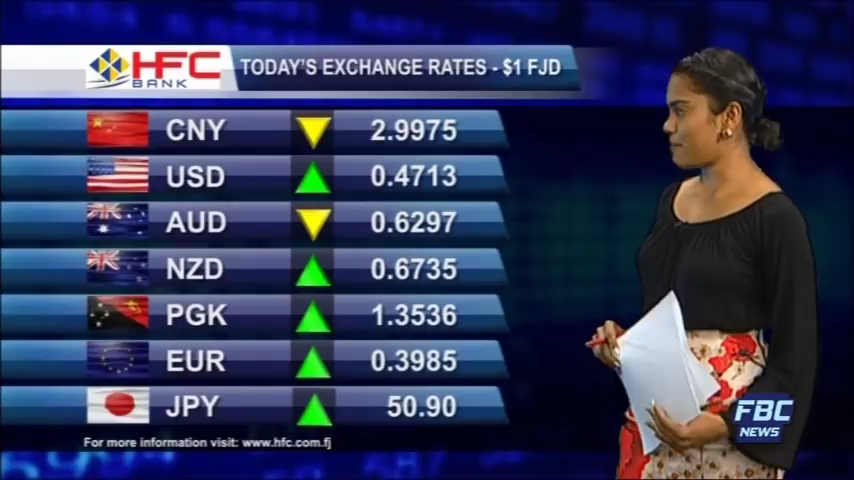 HFC
BANK
TODAY'S EXCHANGE RATES - $1 FJD
CNY 2.9975
USD 0.4713
AUD 0.6297
NZD 0.6735
PGK 1.3536
EUR 0.3985
JPY 50.90
For more information visit: www.hfc.com.fj
FBC
NEWS